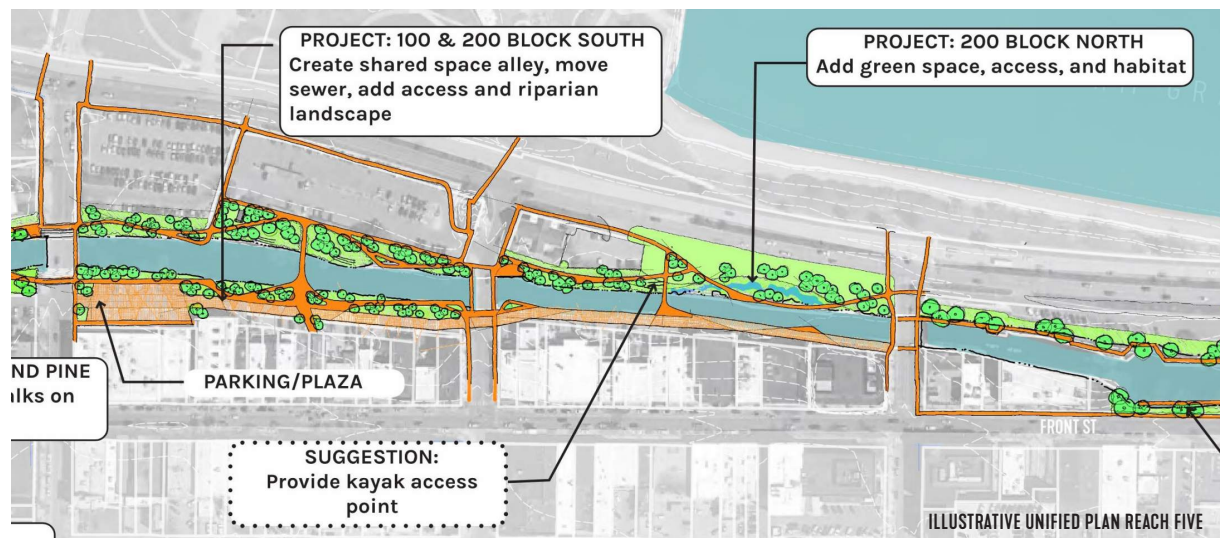 PROJECT: 100 & 200 BLOCK SOUTH
Create shared space alley, move
sewer, add access and riparian
landscape
PROJECT: 200 BLOCK NORTH
Add green space, access, and habitat
ND PINE
alks on
PARKING/PLAZA
SUGGESTION:
Provide kayak access
point
FRONT ST
ILLUSTRATIVE UNIFIED PLAN REACH FIVE